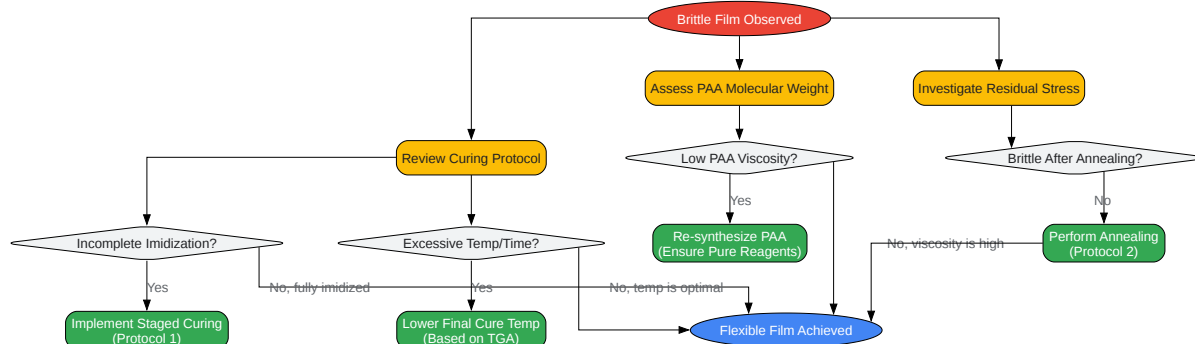 Brittle Film Observed
Assess PAA Molecular Weight
Investigate Residual Stress
Review Curing Protocol
Low PAA Viscosity?
Brittle After Annealing?
Yes
No
Incomplete Imidization?
Excessive Temp/Time?
Re-synthesize PAA
(Ensure Pure Reagents)
No, viscosity is high
Perform Annealing
(Protocol 2)
Yes
No, fully imidized
Yes
No, temp is optimal
Implement Staged Curing
(Protocol 1)
Lower Final Cure Temp
(Based on TGA)
Flexible Film Achieved